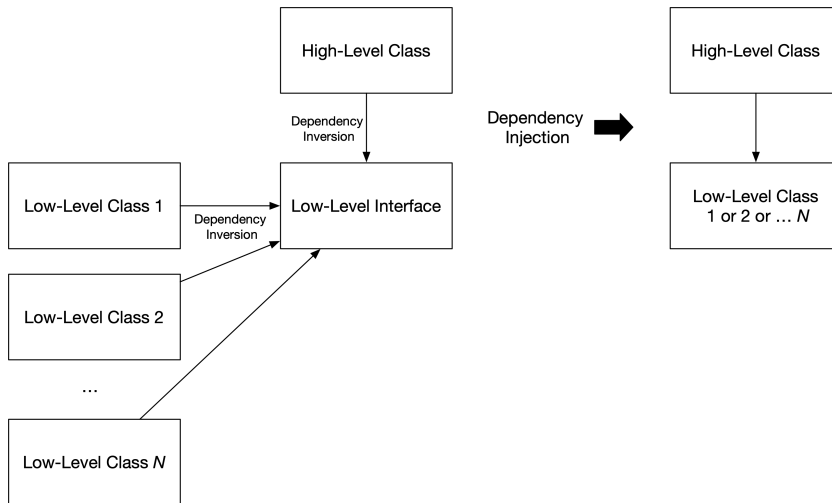 High-Level Class
High-Level Class
Dependency
Inversion
Dependency
Injection
Low-Level Class 1
Dependency
Inversion
Low-Level Interface
Low-Level Class
1 or 2 or … N
Low-Level Class 2
…
Low-Level Class N